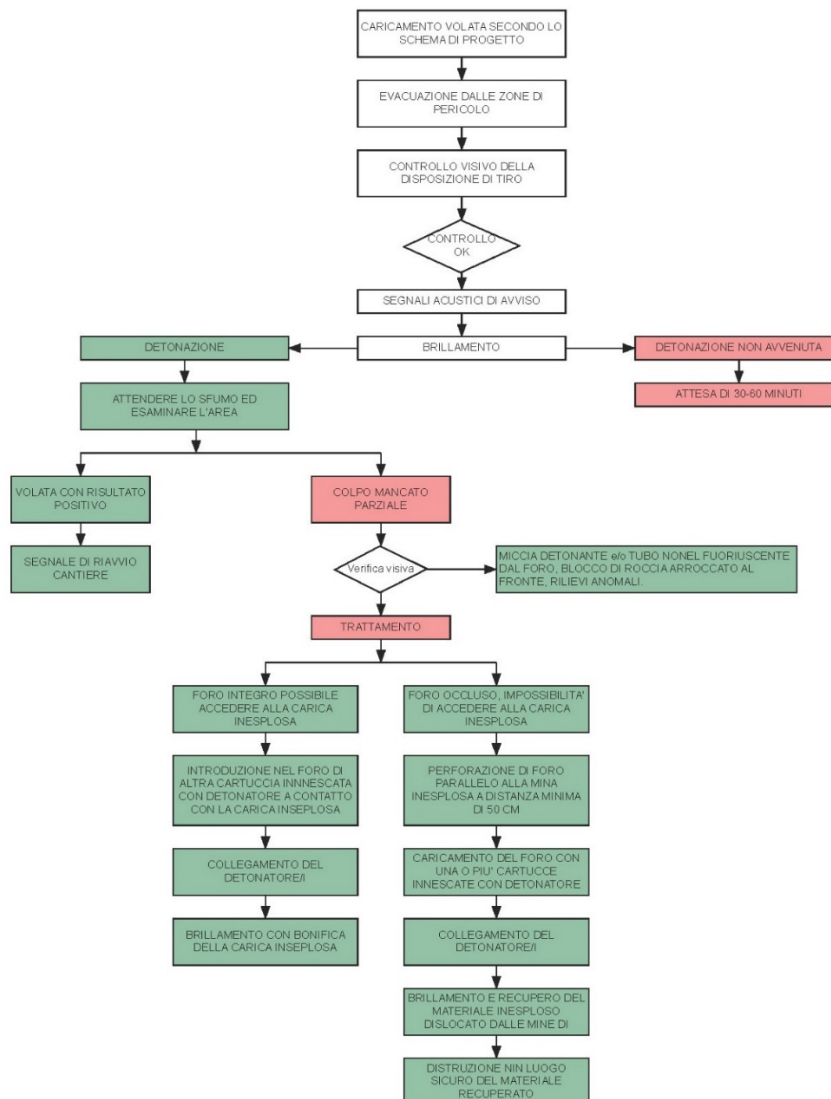 CARICAMENTO VOLATA SECONDO LO
SCHEMA DI PROGETTO
EVACUAZIONE DALLE ZONE DI
PERICOLO
CONTROLLO VISIVO DELLA
DISPOSIZIONE DI TIRO
CONTROLLO
OK
SEGNALI ACUSTICI DI AVVISO
DETONAZIONE
BRILLAMENTO
DETONAZIONE NON AVVENUTA
ATTENDERE LO SFUMO ED
ESAMINARE L'AREA
ATTESA DI 30-60 MINUTI
VOLATA CON RISULTATO
POSITIVO
COLPO MANCATO
PARZIALE
SEGNALE DI RIAVVIO
CANTIERE
Verifica visiva
MICCIA DETONANTE e/o TUBO NONEL FUORIUSCENTE
DAL FORO, BLOCCO DI ROCCIA ARROCCATO AL
FRONTE, RILIEVI ANOMALI.
TRATTAMENTO
FORO INTEGRO POSSIBILE
ACCEDERE ALLA CARICA
INESPLOSA
FORO OCCLUSO, IMPOSSIBILITA'
DI ACCEDERE ALLA CARICA
INESPLOSA
INTRODUZIONE NEL FORO DI
ALTRA CARTUCCIA INNNESCATA
CON DETONATORE A CONTATTO
CON LA CARICA INSEPLOSA
PERFORAZIONE DI FORO
PARALLELO ALLA MINA
INESPLOSA A DISTANZA MINIMA
DI 50 CM
COLLEGAMENTO DEL
DETONATORE/I
CARICAMENTO DEL FORO CON
UNA O PIU' CARTUCCE
INNESCATE CON DETONATORE
BRILLAMENTO CON BONIFICA
DELLA CARICA INSEPLOSA
COLLEGAMENTO DEL
DETONATORE/I
BRILLAMENTO E RECUPERO DEL
MATERIALE INESPLOSO
DISLOCATO DALLE MINE DI
DISTRUZIONE NIN LUOGO
SICURO DEL MATERIALE
RECUPERATO